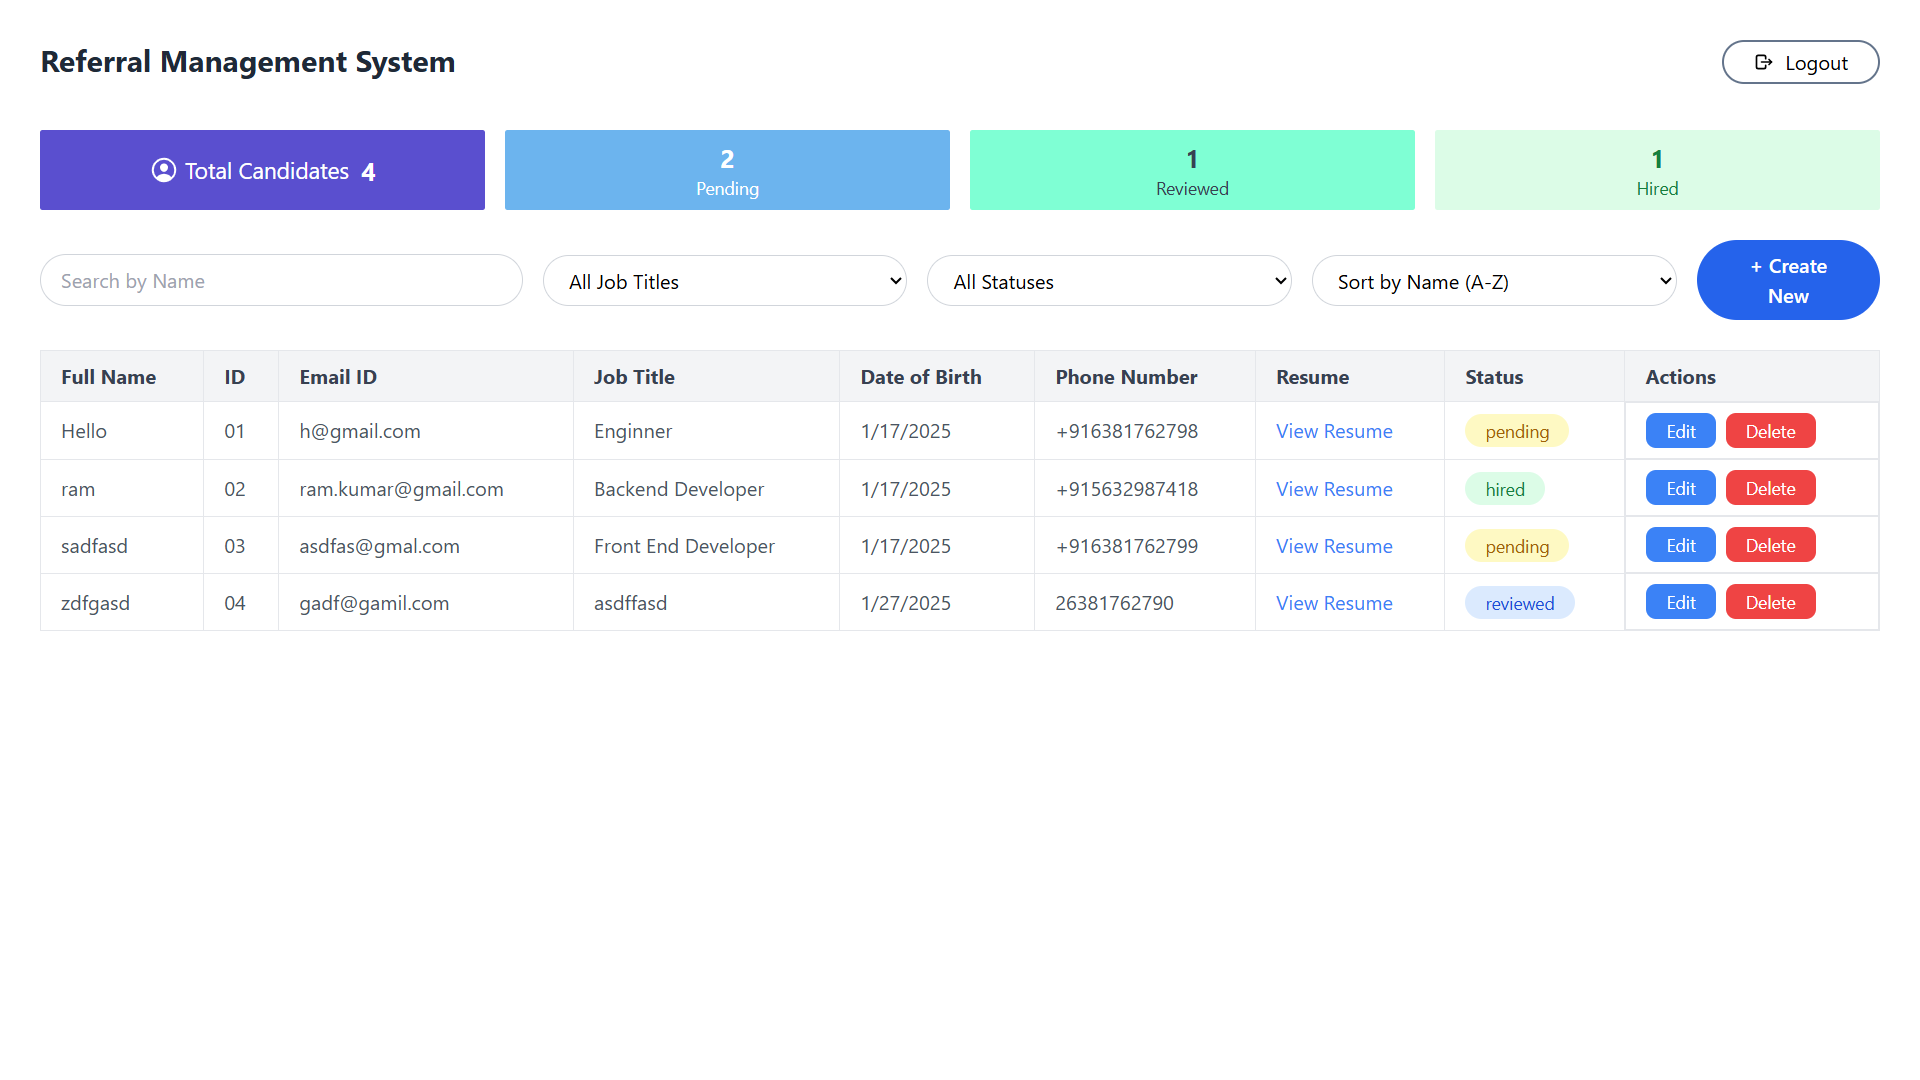 Referral Management System
Logout
Total Candidates 4
2
Pending
1
Reviewed
1
Hired
Search by Name
All Job Titles
All Statuses
Sort by Name (A-Z)
+ Create
New
Full Name ID Email ID Job Title Date of Birth Phone Number Resume Status Actions
Hello 01 h@gmail.com Enginner 1/17/2025 +916381762798 View Resume pending Edit Delete
ram 02 ram.kumar@gmail.com Backend Developer 1/17/2025 +915632987418 View Resume hired Edit Delete
sadfasd 03 asdfas@gmal.com Front End Developer 1/17/2025 +916381762799 View Resume pending Edit Delete
zdfgasd 04 gadf@gamil.com asdffasd 1/27/2025 26381762790 View Resume reviewed Edit Delete